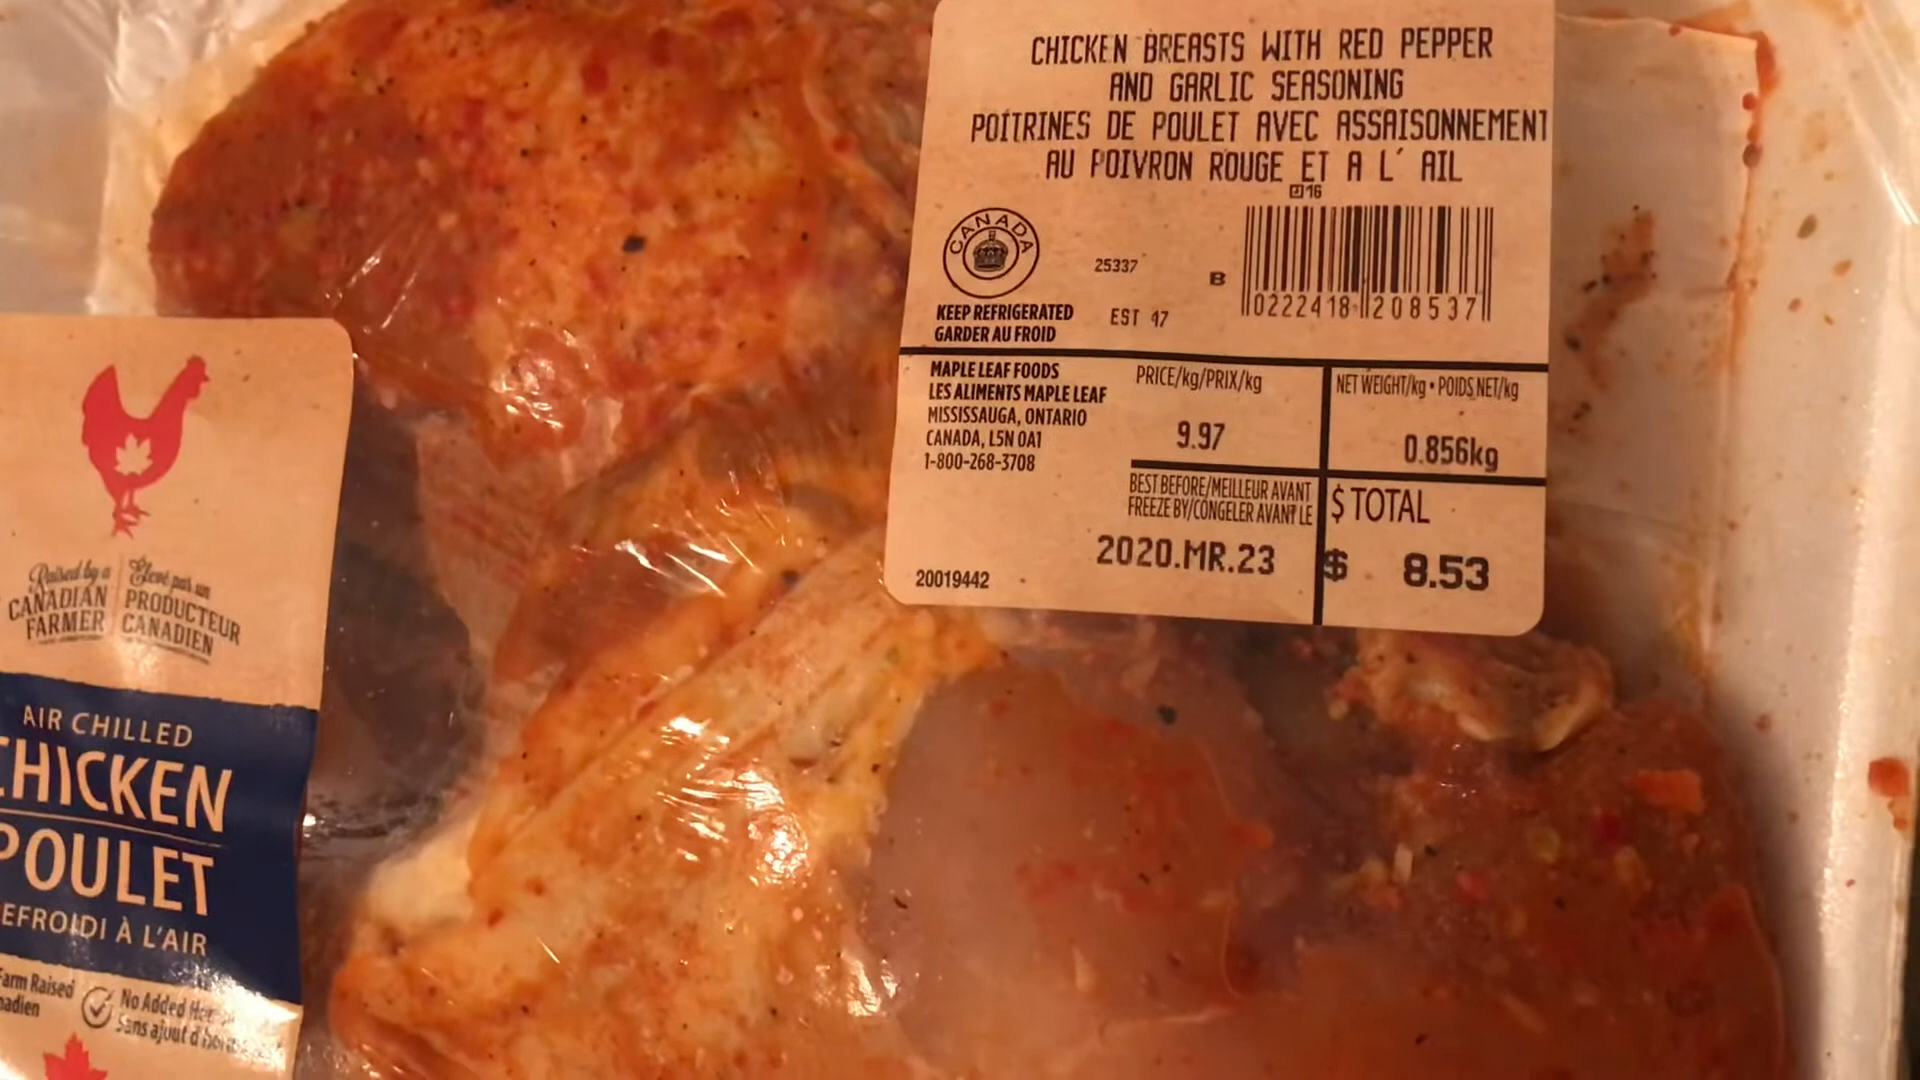 CHICKEN BREASTS WITH RED PEPPER
AND GARLIC SEASONING
POITRINES DE POULET AVEC ASSAISONNEMENT
AU POIVRON ROUGE ET A L' AIL
16
CANADA
25337
B
0222418 208537
KEEP REFRIGERATED
GARDER AU FROID
EST 47
MAPLE LEAF FOODS
LES ALIMENTS MAPLE LEAF
MISSISSAUGA, ONTARIO
CANADA, L5N 0A1
1-800-268-3708
PRICE/kg/PRIX/kg
9.97
NET WEIGHT/kg • POIDS NET/kg
0.856kg
BEST BEFORE/MEILLEUR AVANT
FREEZE BY/CONGELER AVANT LE
2020.MR.23
$ TOTAL
$ 8.53
20019442
Raised by a
CANADIAN
FARMER
Élevé par un
PRODUCTEUR
CANADIEN
AIR CHILLED
CHICKEN
POULET
EFROIDI À L'AIR
Farm Raised
nadien
No Added
Sans ajout d'